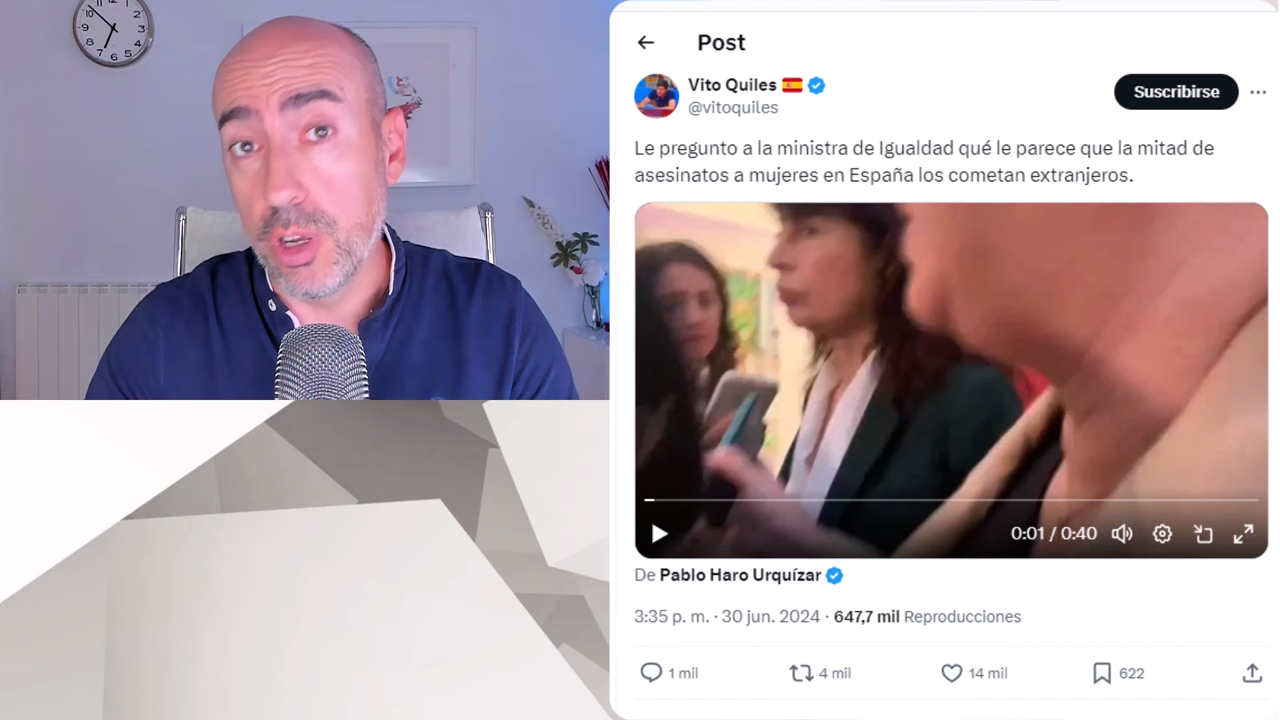 Post
Vito Quiles 🇪🇸
@vitoquiles
Suscribirse
Le pregunto a la ministra de Igualdad qué le parece que la mitad de
asesinatos a mujeres en España los cometan extranjeros.
0:01 / 0:40
De Pablo Haro Urquízar
3:35 p. m. · 30 jun. 2024 · 647,7 mil Reproducciones
1 mil
4 mil
14 mil
622